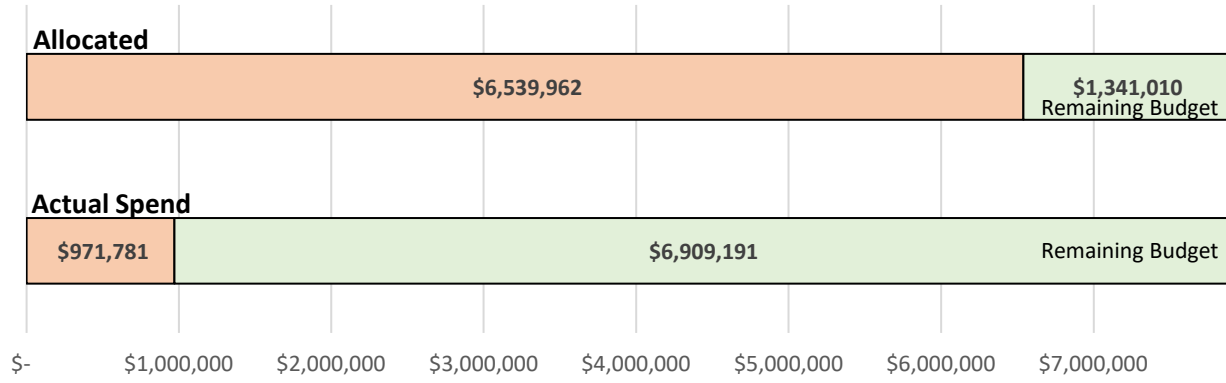 Allocated
$6,539,962
$1,341,010
Remaining Budget
Actual Spend
$971,781
$6,909,191
Remaining Budget
$- $1,000,000 $2,000,000 $3,000,000 $4,000,000 $5,000,000 $6,000,000 $7,000,000